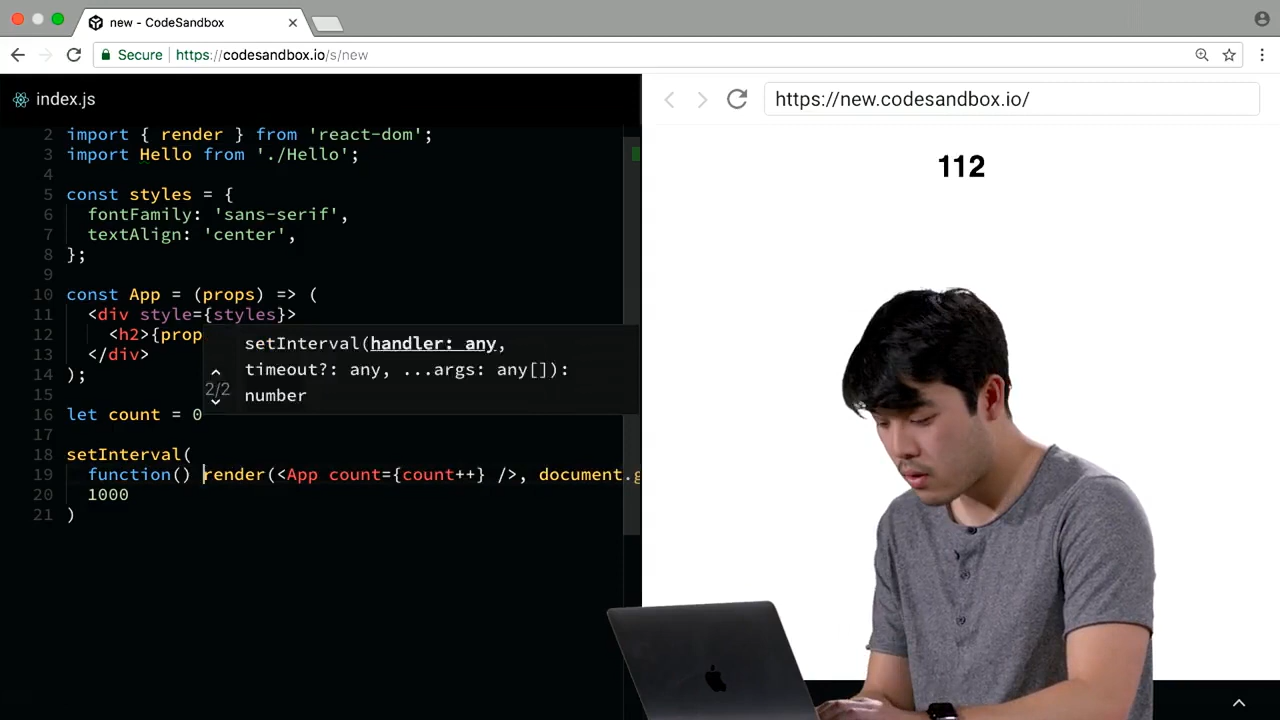 new - CodeSandbox
Secure https://codesandbox.io/s/new
index.js
https://new.codesandbox.io/
112
2 import { render } from 'react-dom';
3 import Hello from './Hello';
4
5 const styles = {
6 fontFamily: 'sans-serif',
7 textAlign: 'center',
8 };
9
10 const App = (props) => (
11 <div style={styles}>
12 <h2>{prop
13 </div>
14 );
15
16 let count = 0
17
18 setInterval(
19 function() render(<App count={count++} />, document.g
20 1000
21 )
setInterval(handler: any,
timeout?: any, ...args: any[]):
number
2/2